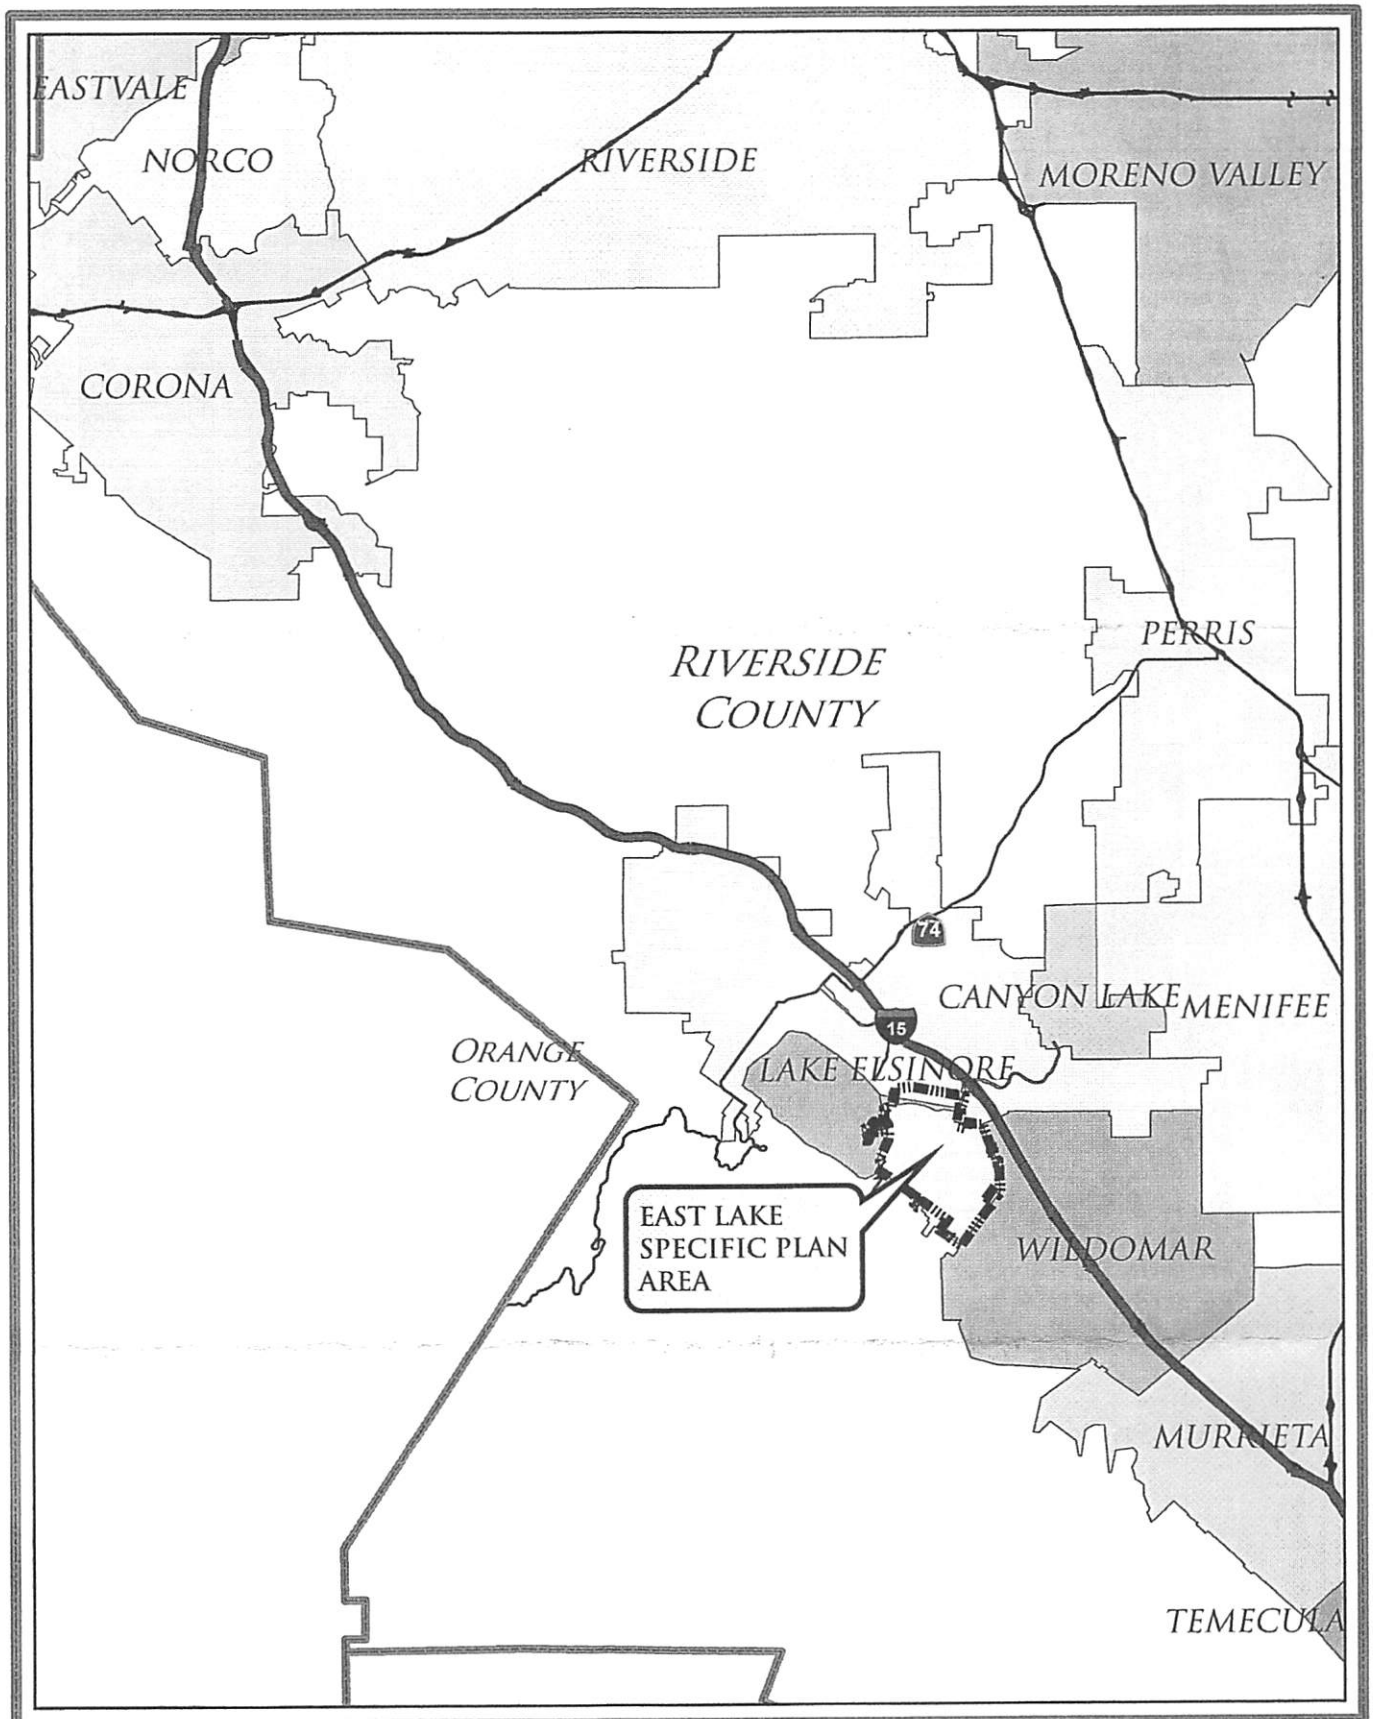 EASTVALE
NORCO
RIVERSIDE
MORENO VALLEY
CORONA
PERRIS
RIVERSIDE
COUNTY
74
CANYON LAKE
MENIFEE
15
ORANGE
COUNTY
LAKE ELSINORE
EAST LAKE
SPECIFIC PLAN
AREA
WILDOMAR
MURRIETA
TEMECULA